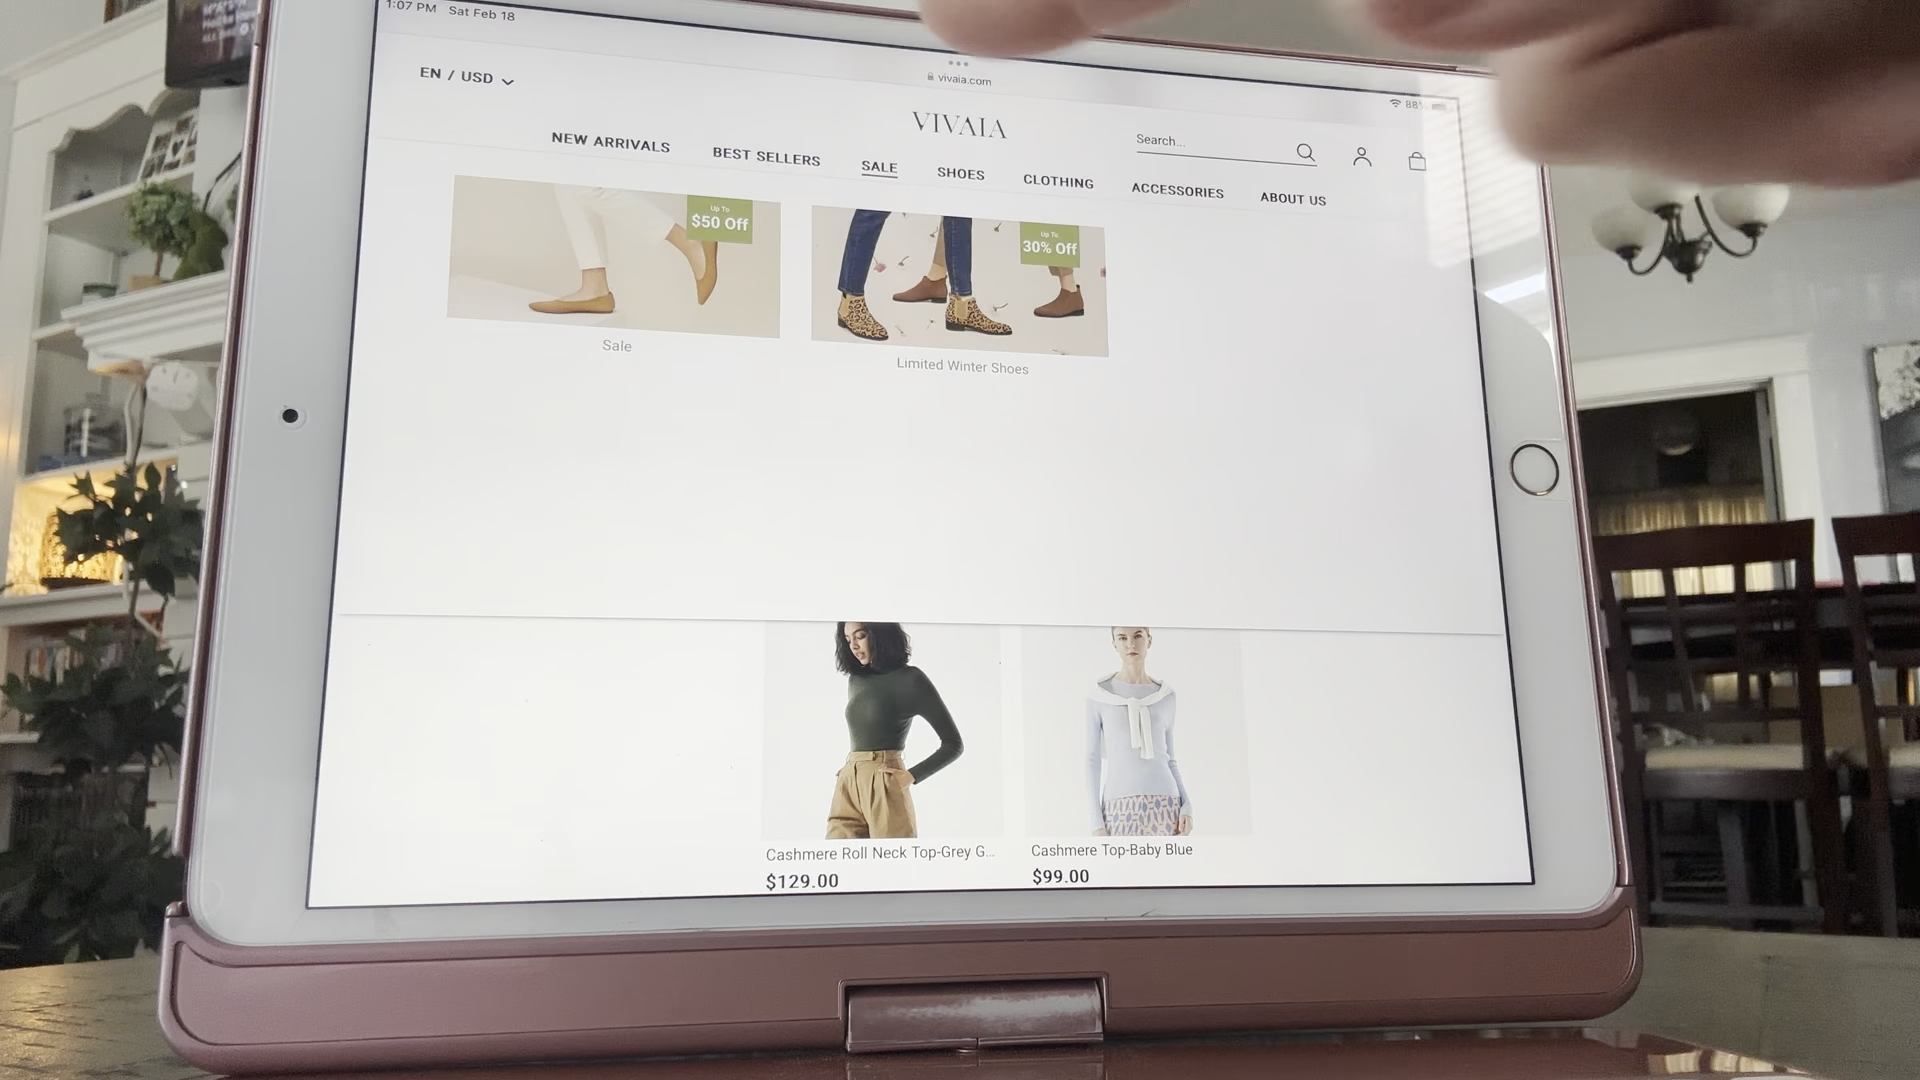 1:07 PM Sat Feb 18
vivaia.com
88%
EN / USD
VIVAIA
Search...
NEW ARRIVALS
BEST SELLERS
SALE
SHOES
CLOTHING
ACCESSORIES
ABOUT US
Up To
$50 Off
Up To
30% Off
Sale
Limited Winter Shoes
Cashmere Roll Neck Top-Grey G...
$129.00
Cashmere Top-Baby Blue
$99.00